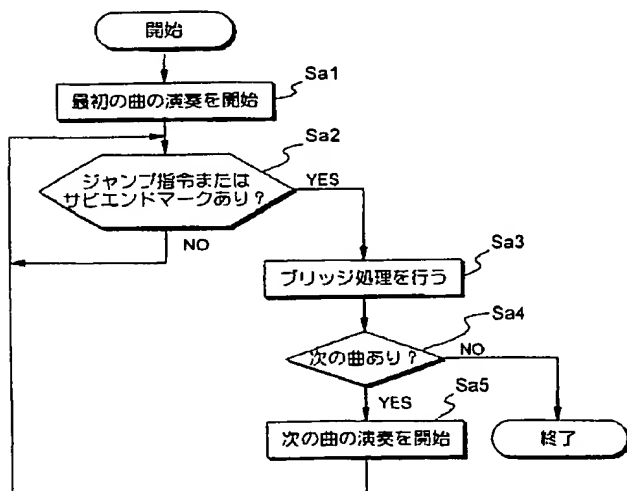 開始
Sa1
最初の曲の演奏を開始
Sa2
ジャンプ指令または
サビエンドマークあり?
YES
NO
Sa3
ブリッジ処理を行う
Sa4
次の曲あり?
NO
YES
Sa5
次の曲の演奏を開始
終了